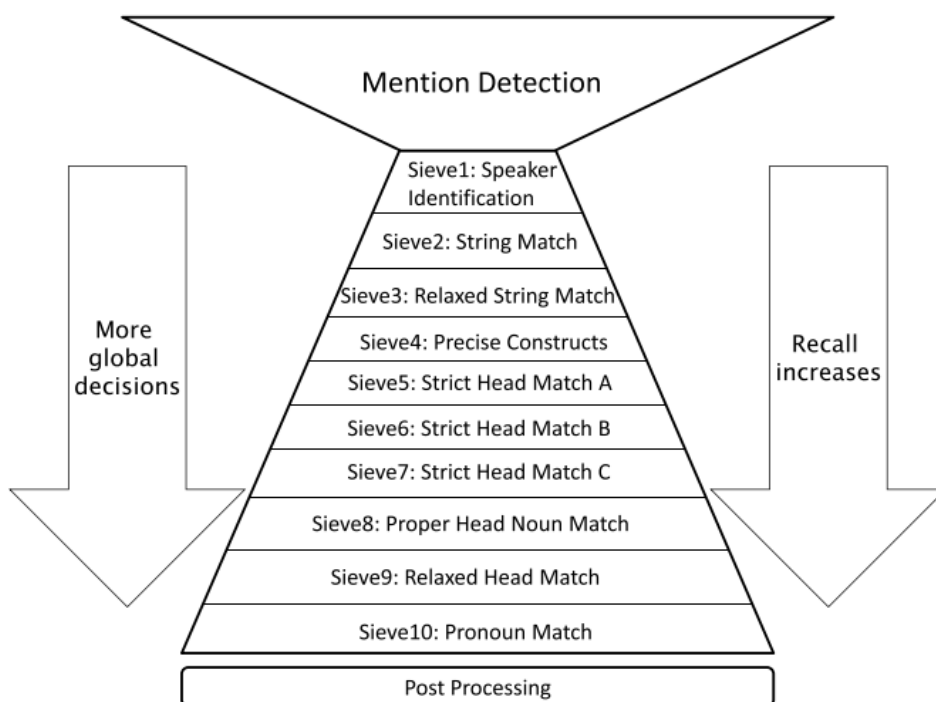 Mention Detection
Sieve1: Speaker
Identification
Sieve2: String Match
Sieve3: Relaxed String Match
Sieve4: Precise Constructs
Sieve5: Strict Head Match A
Sieve6: Strict Head Match B
Sieve7: Strict Head Match C
Sieve8: Proper Head Noun Match
Sieve9: Relaxed Head Match
Sieve10: Pronoun Match
Post Processing
More
global
decisions
Recall
increases